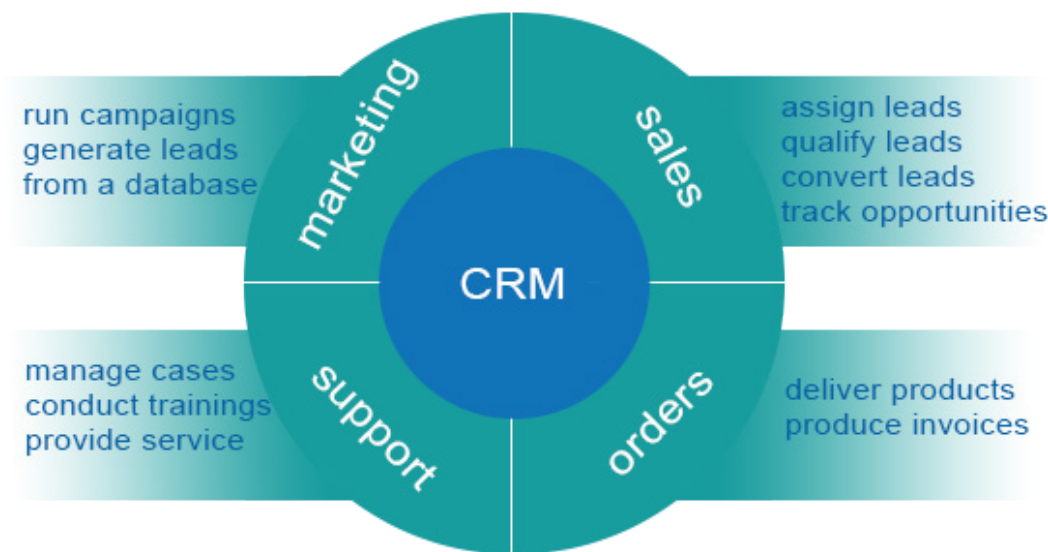 marketing
run campaigns
generate leads
from a database
sales
assign leads
qualify leads
convert leads
track opportunities
CRM
support
manage cases
conduct trainings
provide service
orders
deliver products
produce invoices